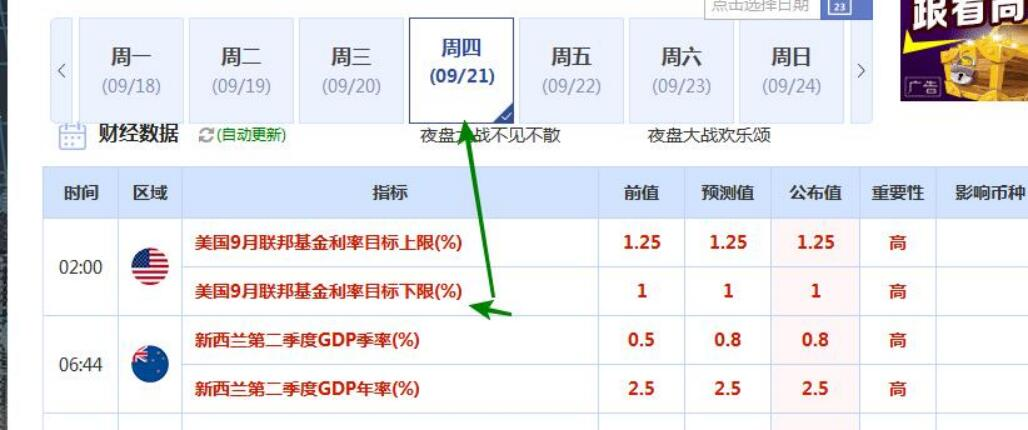 点击选择日期 23
跟着高
广告
周一 周二 周三 周四 周五 周六 周日
(09/18) (09/19) (09/20) (09/21) (09/22) (09/23) (09/24)
财经数据 (自动更新) 夜盘大战不见不散 夜盘大战欢乐颂
时间 区域 指标 前值 预测值 公布值 重要性 影响币种
02:00 美国9月联邦基金利率目标上限(%) 1.25 1.25 1.25 高
美国9月联邦基金利率目标下限(%) 1 1 1 高
06:44 新西兰第二季度GDP季率(%) 0.5 0.8 0.8 高
新西兰第二季度GDP年率(%) 2.5 2.5 2.5 高